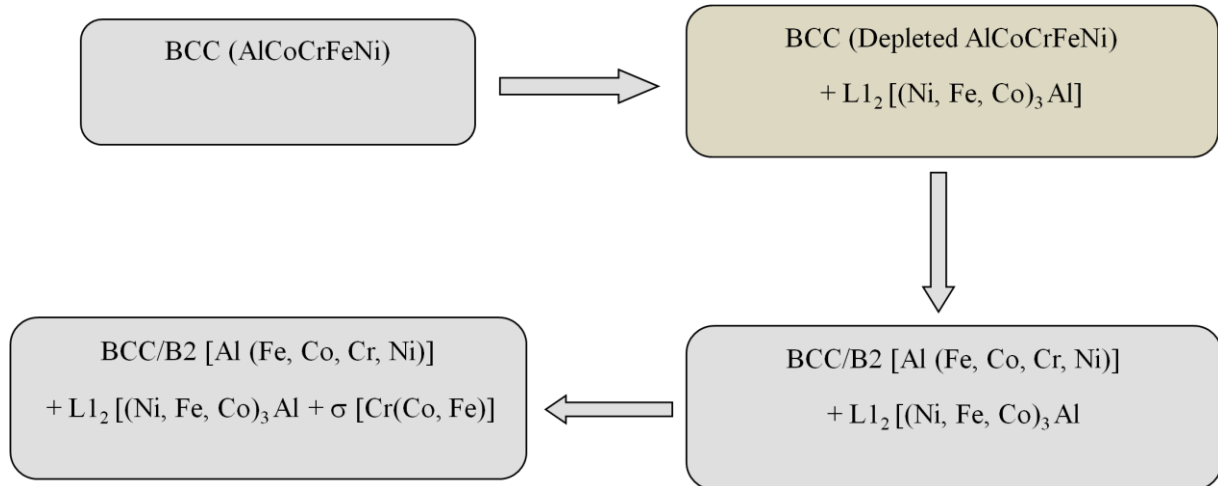 BCC (AlCoCrFeNi)
BCC (Depleted AlCoCrFeNi)
+ L1₂ [(Ni, Fe, Co)₃ Al]
BCC/B2 [Al (Fe, Co, Cr, Ni)]
+ L1₂ [(Ni, Fe, Co)₃ Al
BCC/B2 [Al (Fe, Co, Cr, Ni)]
+ L1₂ [(Ni, Fe, Co)₃ Al + σ [Cr(Co, Fe)]